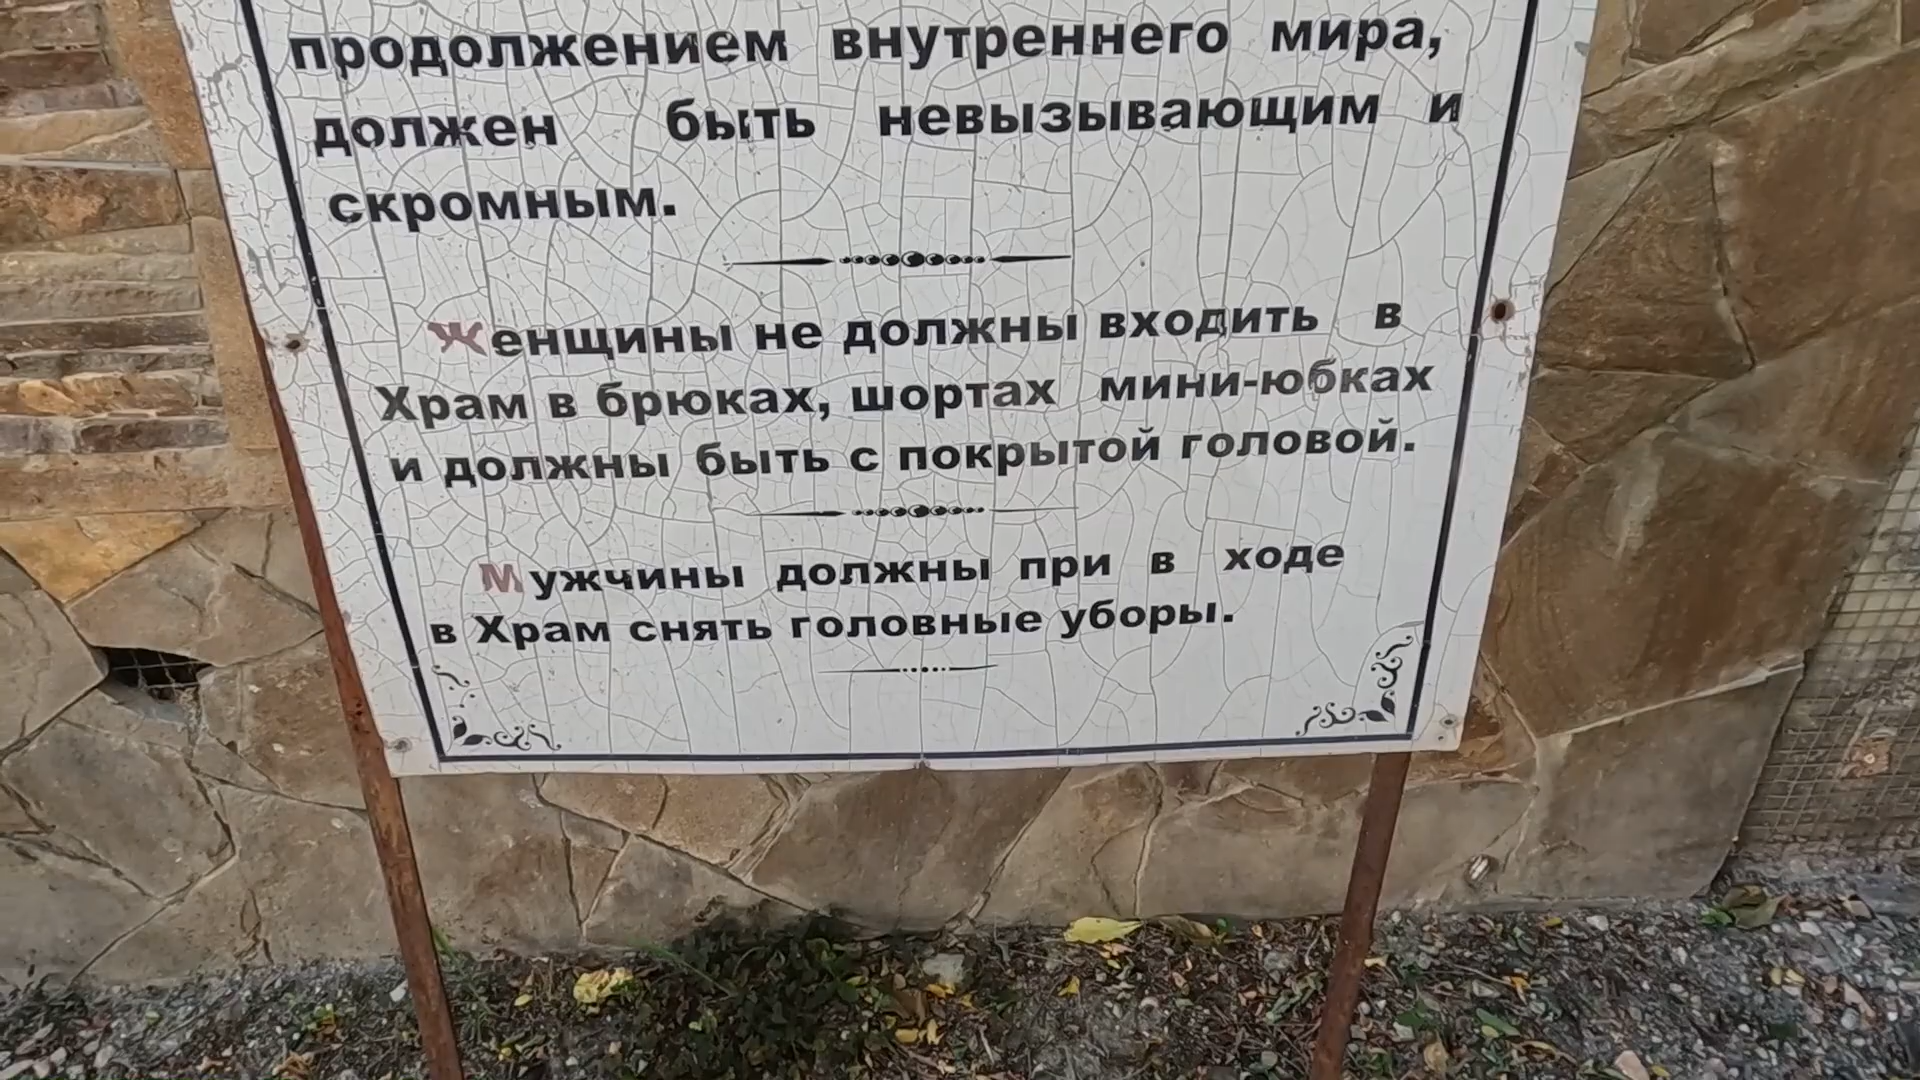 продолжением внутреннего мира,
должен быть невызывающим и
скромным.
Женщины не должны входить в
Храм в брюках, шортах мини-юбках
и должны быть с покрытой головой.
Мужчины должны при в ходе
в Храм снять головные уборы.